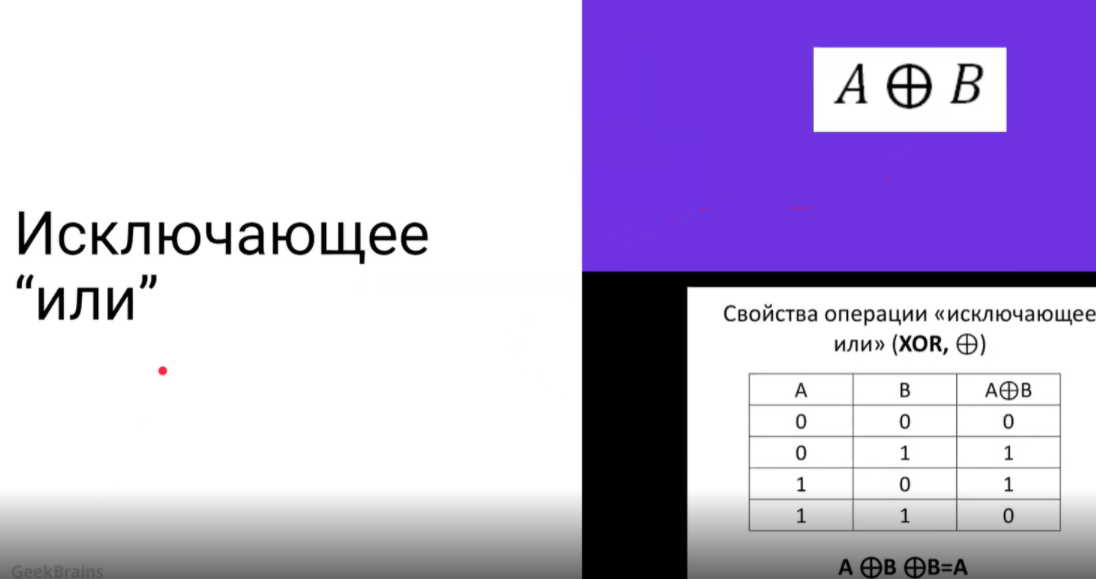 Исключающее
“или”
A ⊕ B
Свойства операции «исключающее
или» (XOR, ⊕)
A B A⊕B
0 0 0
0 1 1
1 0 1
1 1 0
A ⊕B ⊕B=A
GeekBrains